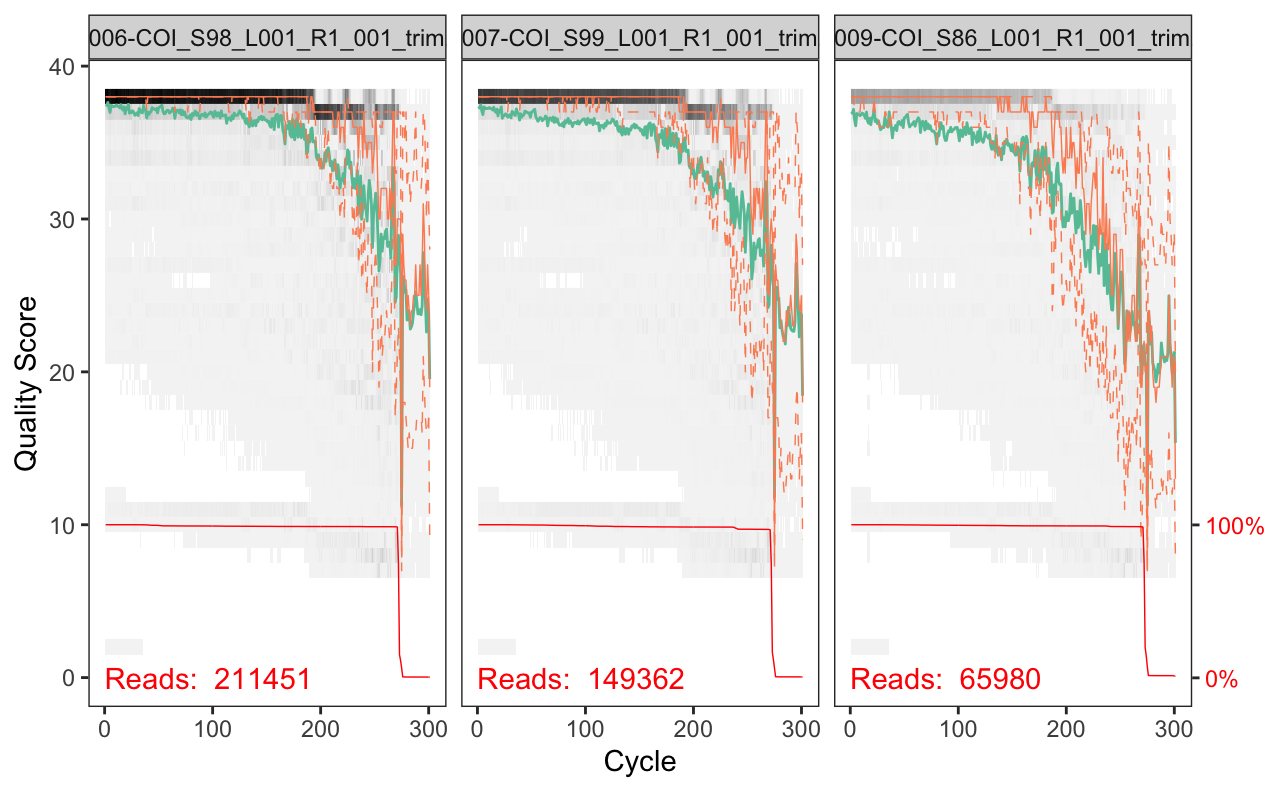 006-COI_S98_L001_R1_001_trim
007-COI_S99_L001_R1_001_trim
009-COI_S86_L001_R1_001_trim.
40
30
20
10
0
Quality Score
Reads: 211451
Reads: 149362
Reads: 65980
100%
0%
0 100 200 300
0 100 200 300
0 100 200 300
Cycle